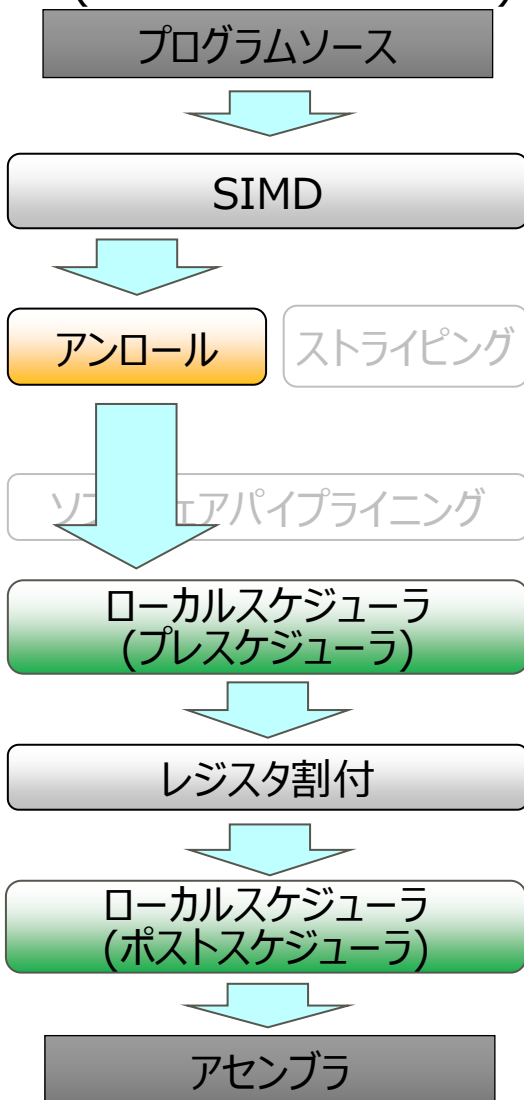 プログラムソース
SIMD
アンロール
ストライピング
ェアパイプライニング
ローカルスケジューラ
(プレスケジューラ)
レジスタ割付
ローカルスケジューラ
(ポストスケジューラ)
アセンブラ